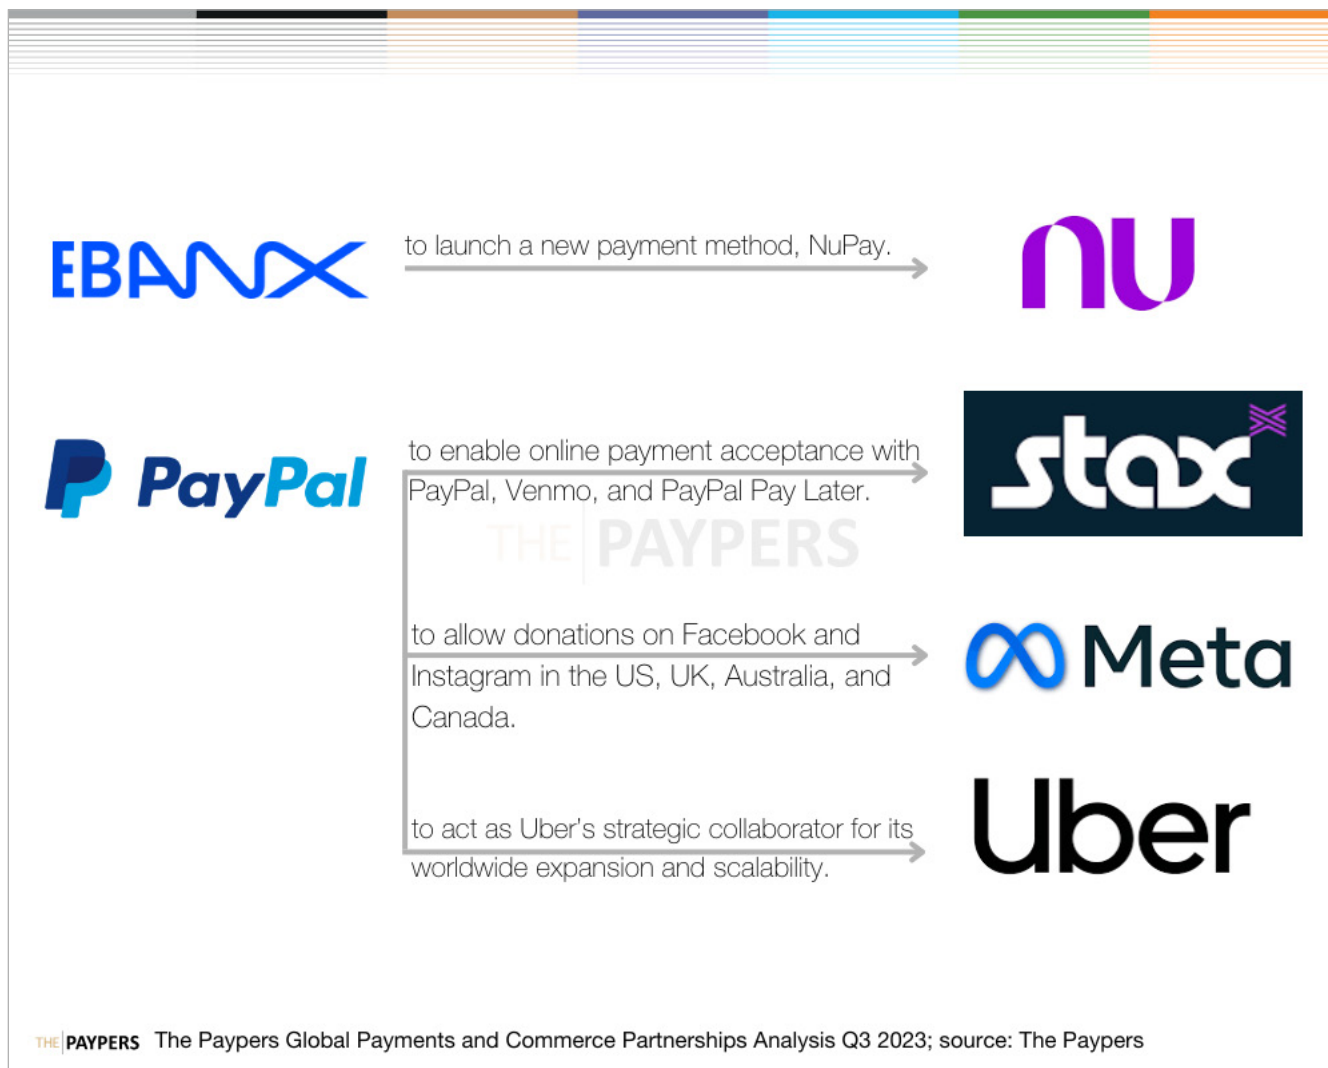 EBANX
to launch a new payment method, NuPay.
nu
PayPal
to enable online payment acceptance with
PayPal, Venmo, and PayPal Pay Later.
stax
THE PAYPERS
to allow donations on Facebook and
Instagram in the US, UK, Australia, and
Canada.
Meta
to act as Uber’s strategic collaborator for its
worldwide expansion and scalability.
Uber
THE PAYPERS The Paypers Global Payments and Commerce Partnerships Analysis Q3 2023; source: The Paypers